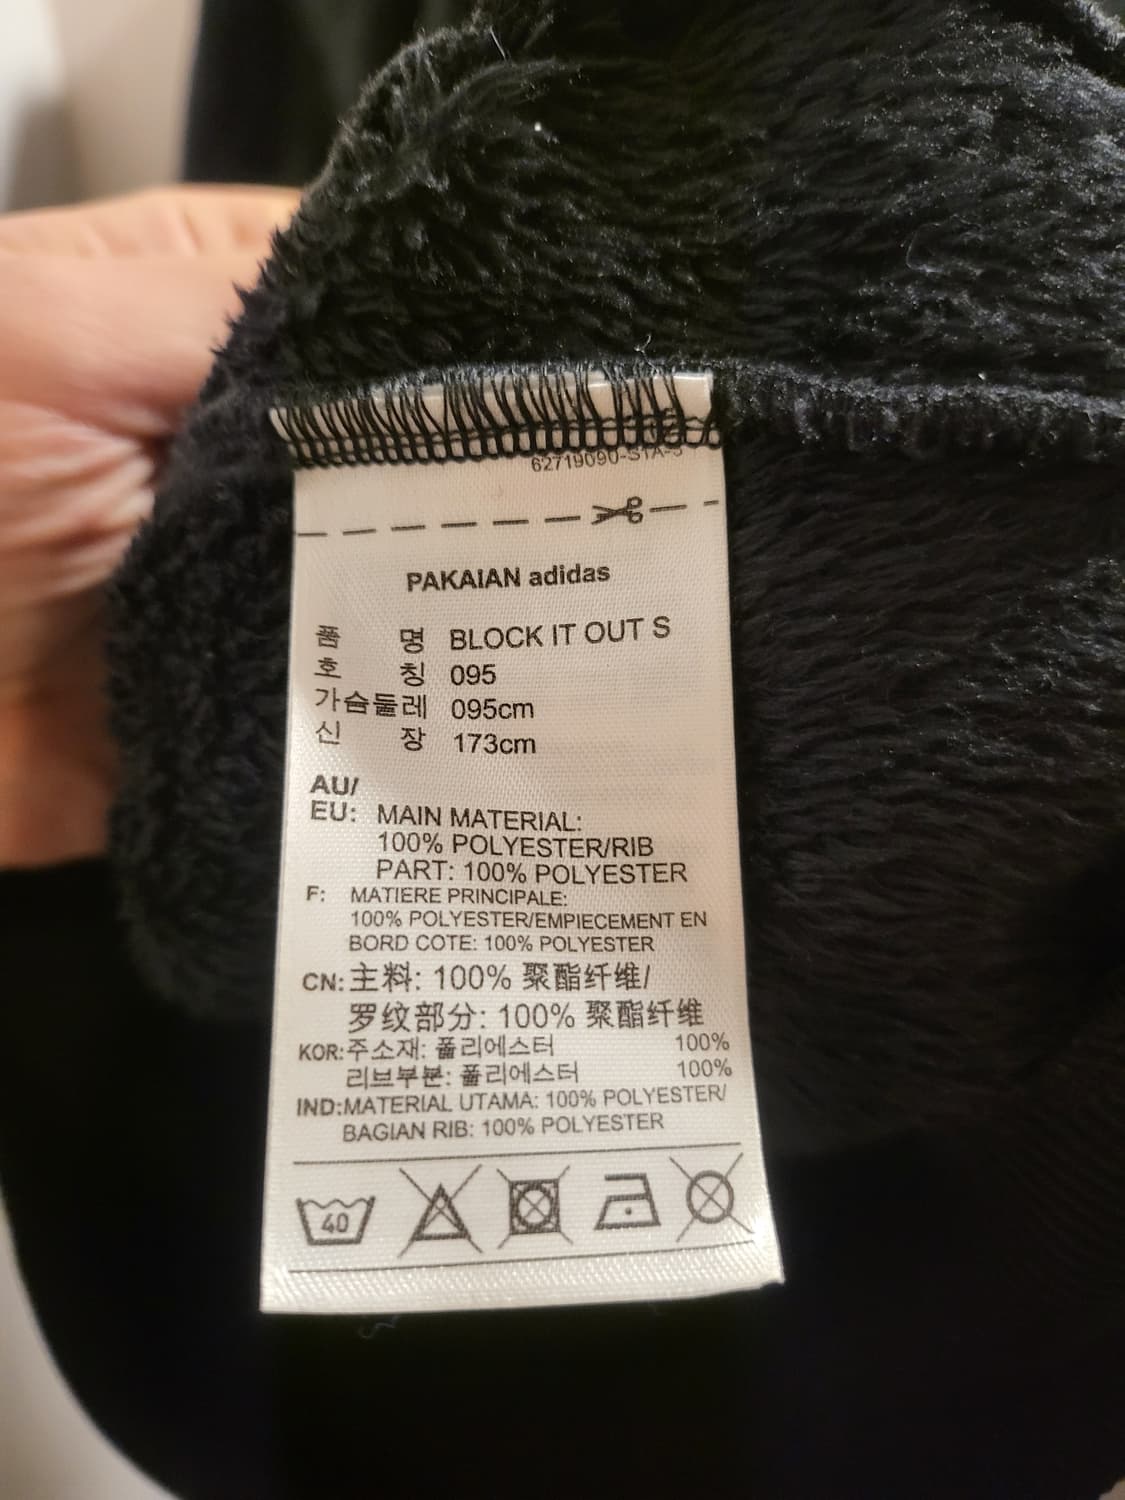 62719090-S1A-5
PAKAIAN adidas
품 명 BLOCK IT OUT S
호 칭 095
가슴둘레 095cm
신 장 173cm
AU/
EU: MAIN MATERIAL:
100% POLYESTER/RIB
PART: 100% POLYESTER
F: MATIERE PRINCIPALE:
100% POLYESTER/EMPIECEMENT EN
BORD COTE: 100% POLYESTER
CN: 主料: 100% 聚酯纤维/
罗纹部分: 100% 聚酯纤维
KOR:주소재: 폴리에스터 100%
리브부분: 폴리에스터 100%
IND:MATERIAL UTAMA: 100% POLYESTER/
BAGIAN RIB: 100% POLYESTER
40